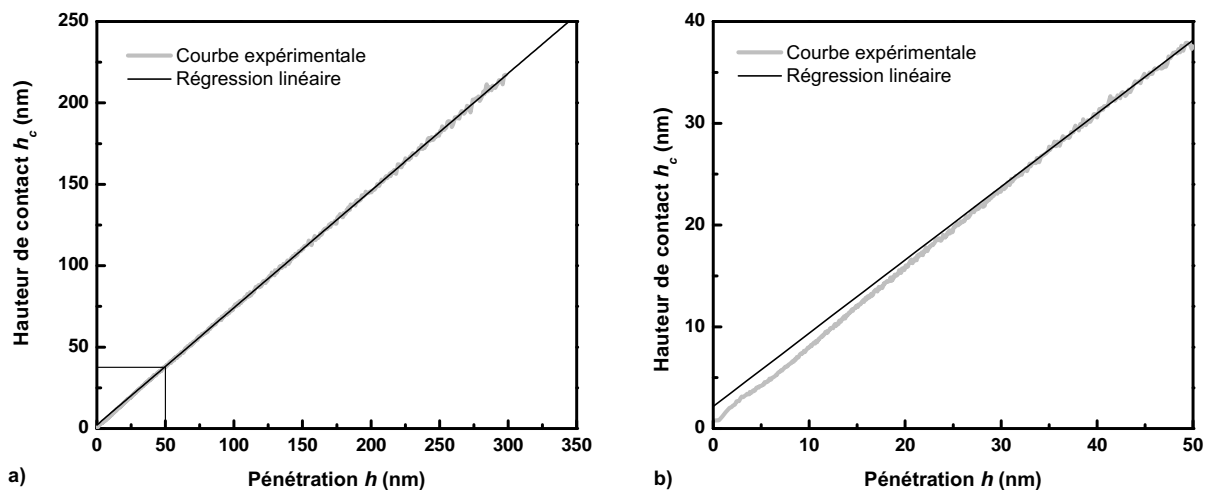 Hauteur de contact h_c (nm)
250
200
150
100
50
0
Courbe expérimentale
Régression linéaire
0 50 100 150 200 250 300 350
Pénétration h (nm)
a)
Hauteur de contact h_c (nm)
40
30
20
10
0
Courbe expérimentale
Régression linéaire
0 10 20 30 40 50
Pénétration h (nm)
b)